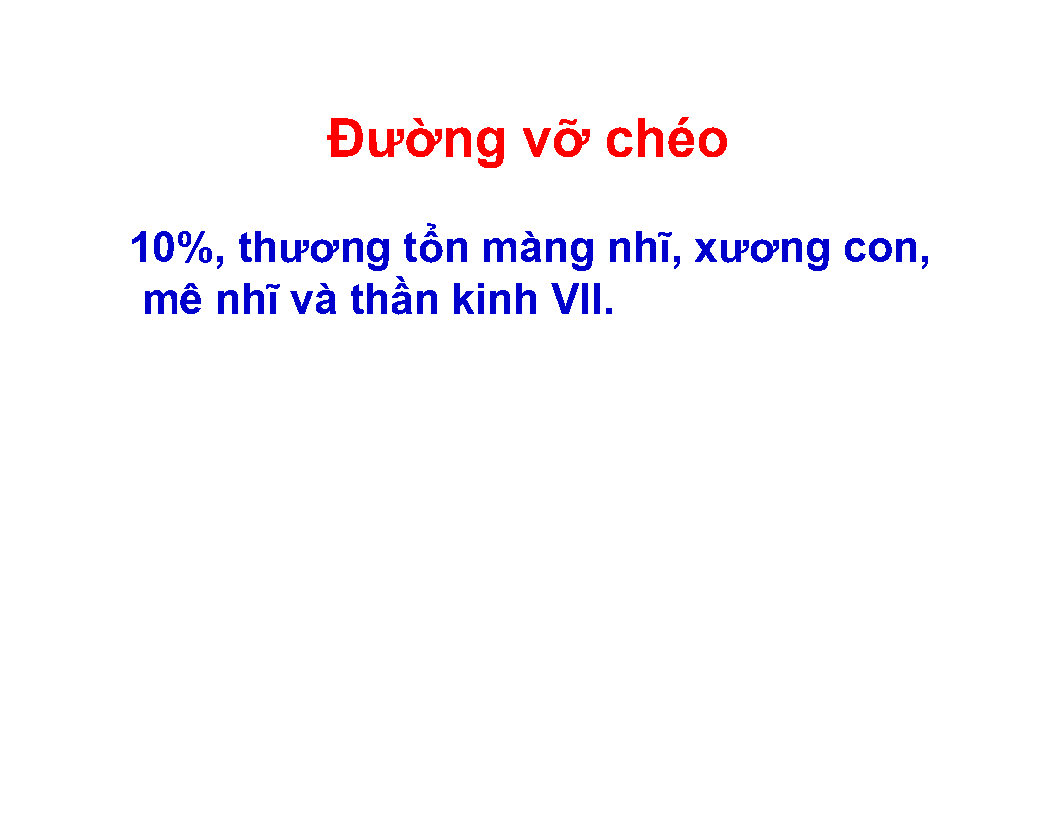 Đường vỡ chéo
10%, thương tổn màng nhĩ, xương con,
mê nhĩ và thần kinh VII.